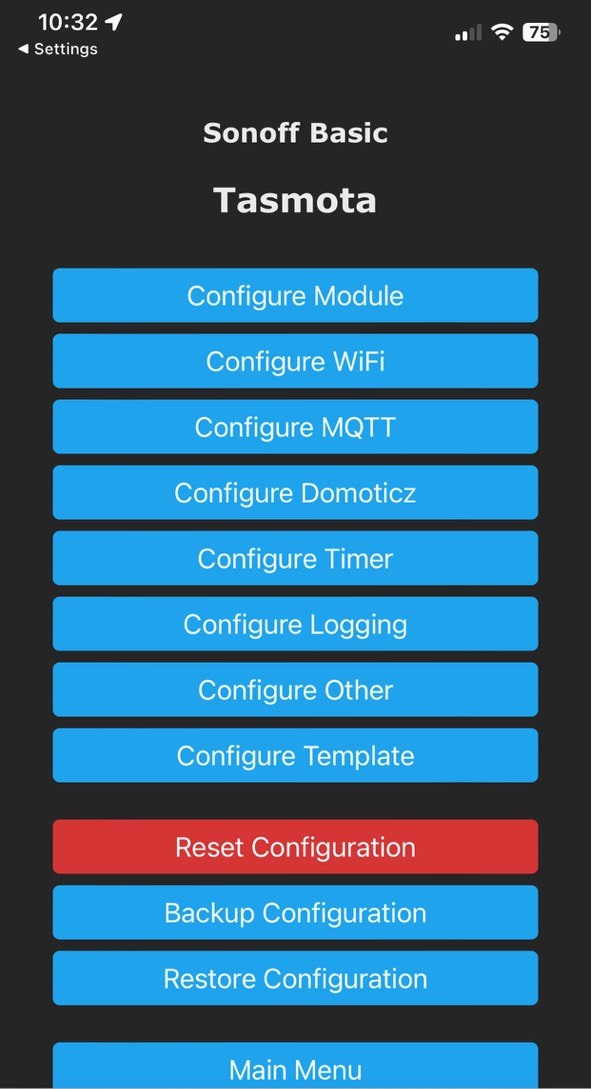 10:32
75
◀ Settings
Sonoff Basic
Tasmota
Configure Module
Configure WiFi
Configure MQTT
Configure Domoticz
Configure Timer
Configure Logging
Configure Other
Configure Template
Reset Configuration
Backup Configuration
Restore Configuration
Main Menu